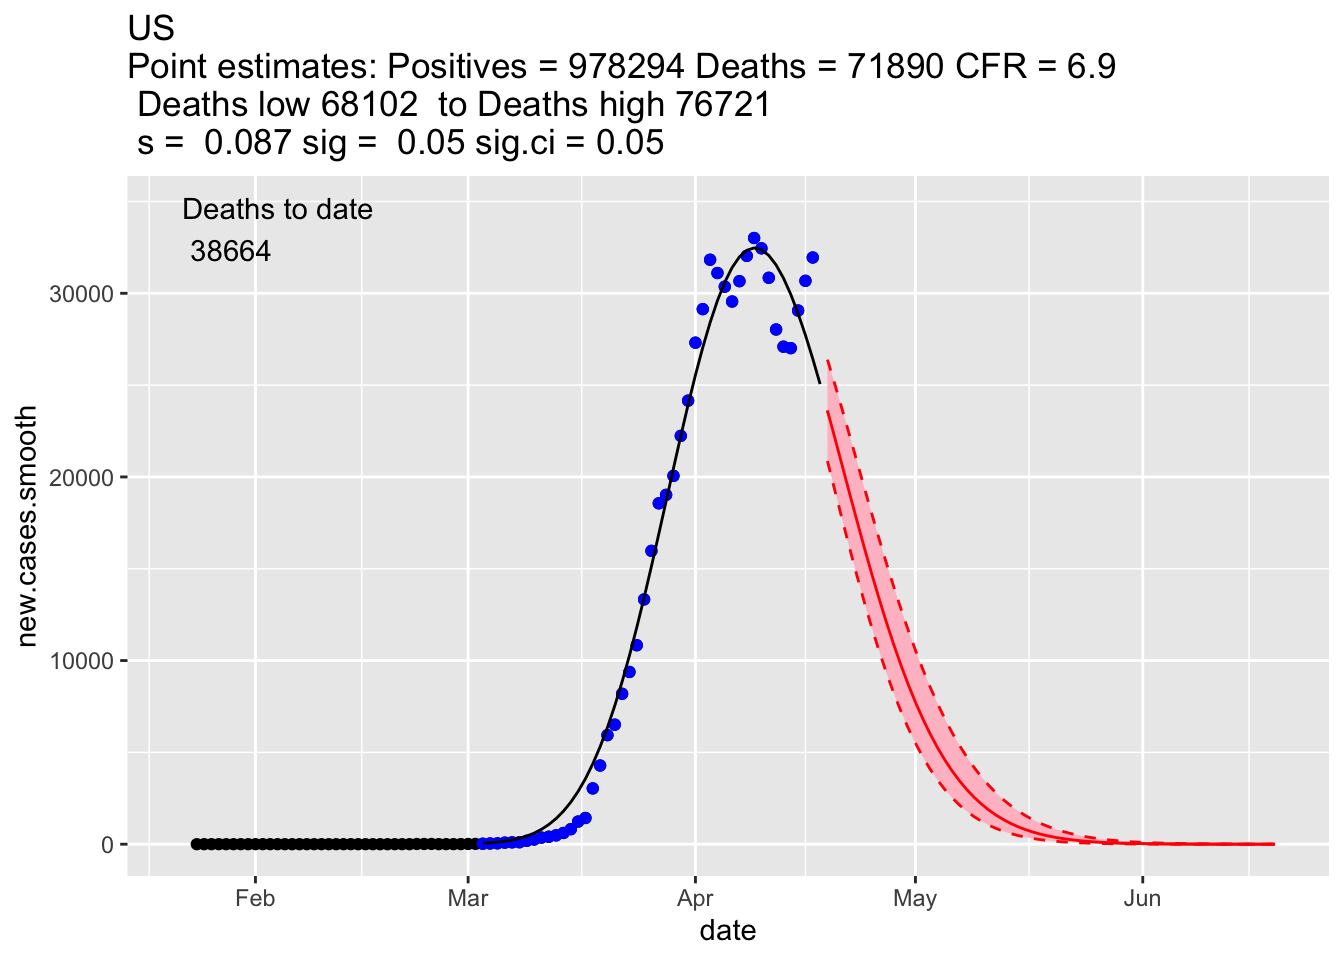 US
Point estimates: Positives = 978294 Deaths = 71890 CFR = 6.9
Deaths low 68102  to Deaths high 76721
s =  0.087 sig =  0.05 sig.ci = 0.05
Deaths to date
38664
30000
20000
10000
0
new.cases.smooth
Feb Mar Apr May Jun
date